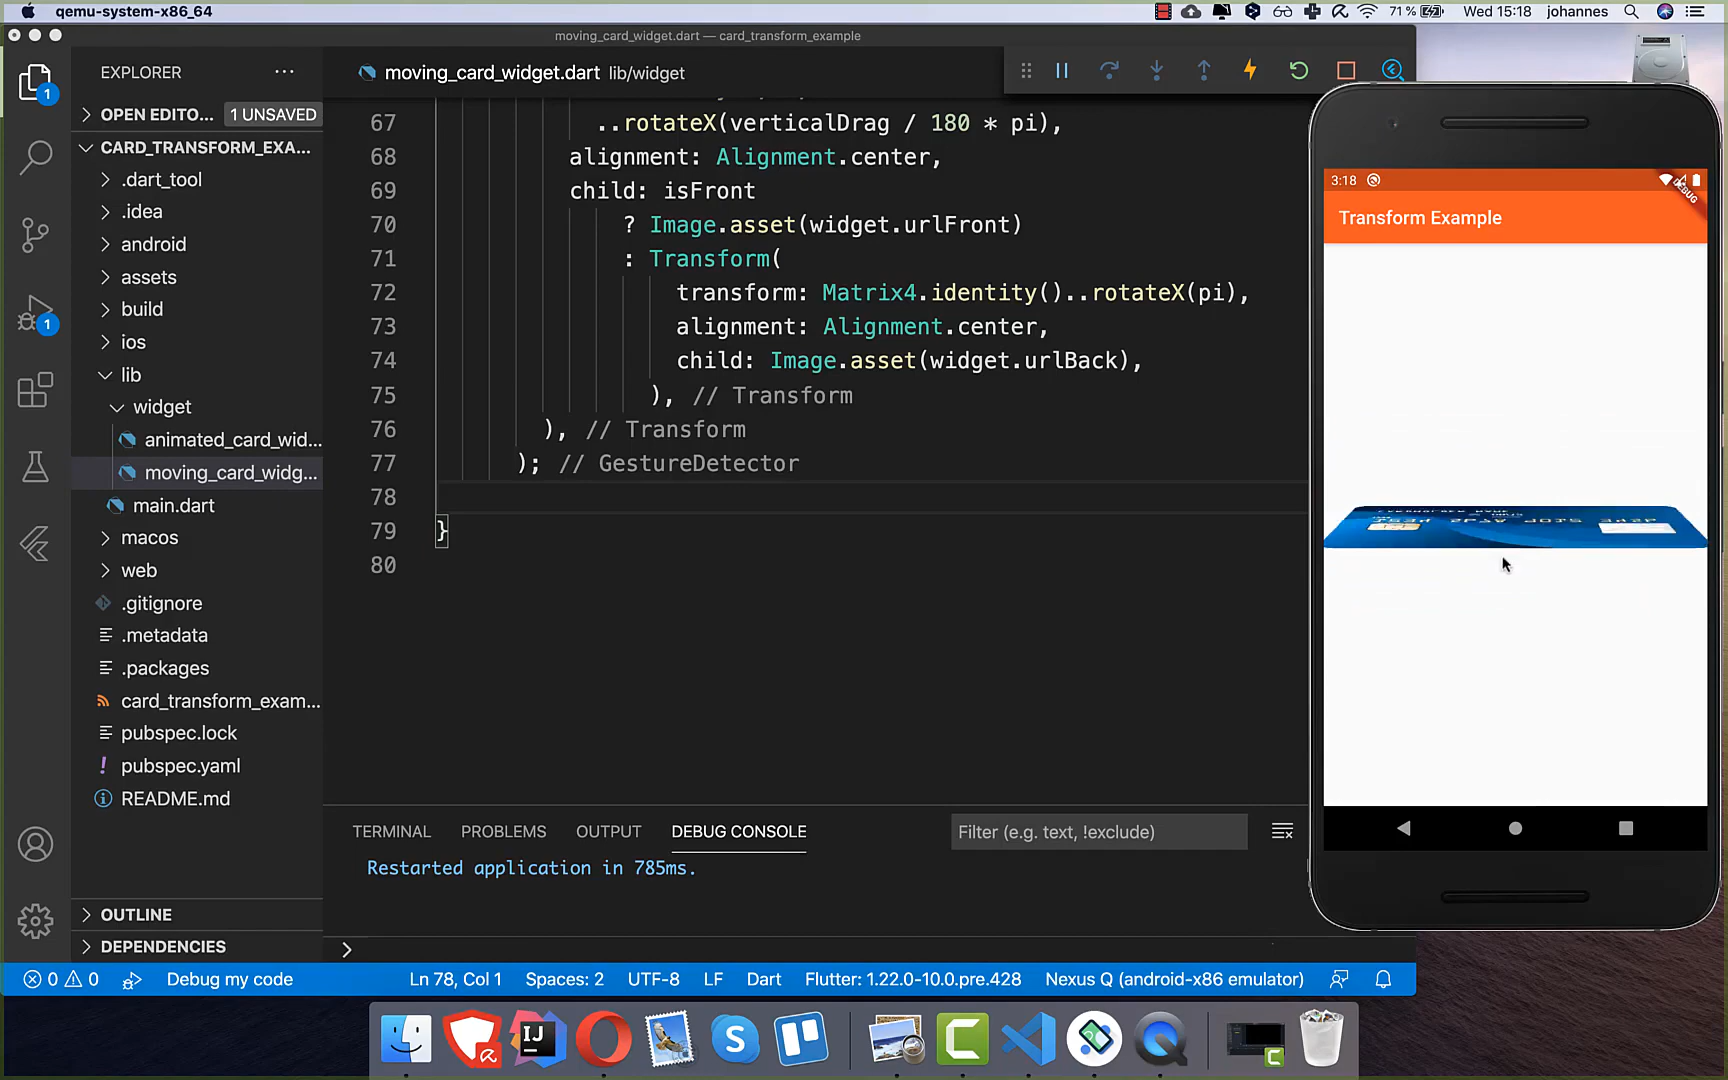 qemu-system-x86_64
71 %
Wed 15:18
johannes
moving_card_widget.dart — card_transform_example
EXPLORER
moving_card_widget.dart lib/widget
1
OPEN EDITO...
1 UNSAVED
CARD_TRANSFORM_EXA...
.dart_tool
.idea
android
assets
1
build
ios
lib
widget
animated_card_wid...
moving_card_widg...
main.dart
macos
web
.gitignore
.metadata
.packages
card_transform_exam...
pubspec.lock
! pubspec.yaml
README.md
OUTLINE
DEPENDENCIES
67 ..rotateX(verticalDrag / 180 * pi),
68 alignment: Alignment.center,
69 child: isFront
70 ? Image.asset(widget.urlFront)
71 : Transform(
72 transform: Matrix4.identity()..rotateX(pi),
73 alignment: Alignment.center,
74 child: Image.asset(widget.urlBack),
75 ), // Transform
76 ), // Transform
77 ); // GestureDetector
78
79 }
80
TERMINAL
PROBLEMS
OUTPUT
DEBUG CONSOLE
Filter (e.g. text, !exclude)
Restarted application in 785ms.
3:18
DEBUG
Transform Example
0
0
Debug my code
Ln 78, Col 1
Spaces: 2
UTF-8
LF
Dart
Flutter: 1.22.0-10.0.pre.428
Nexus Q (android-x86 emulator)
IJ